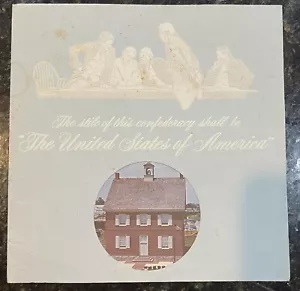 The stile of this confederacy shall be
"The United States of America"